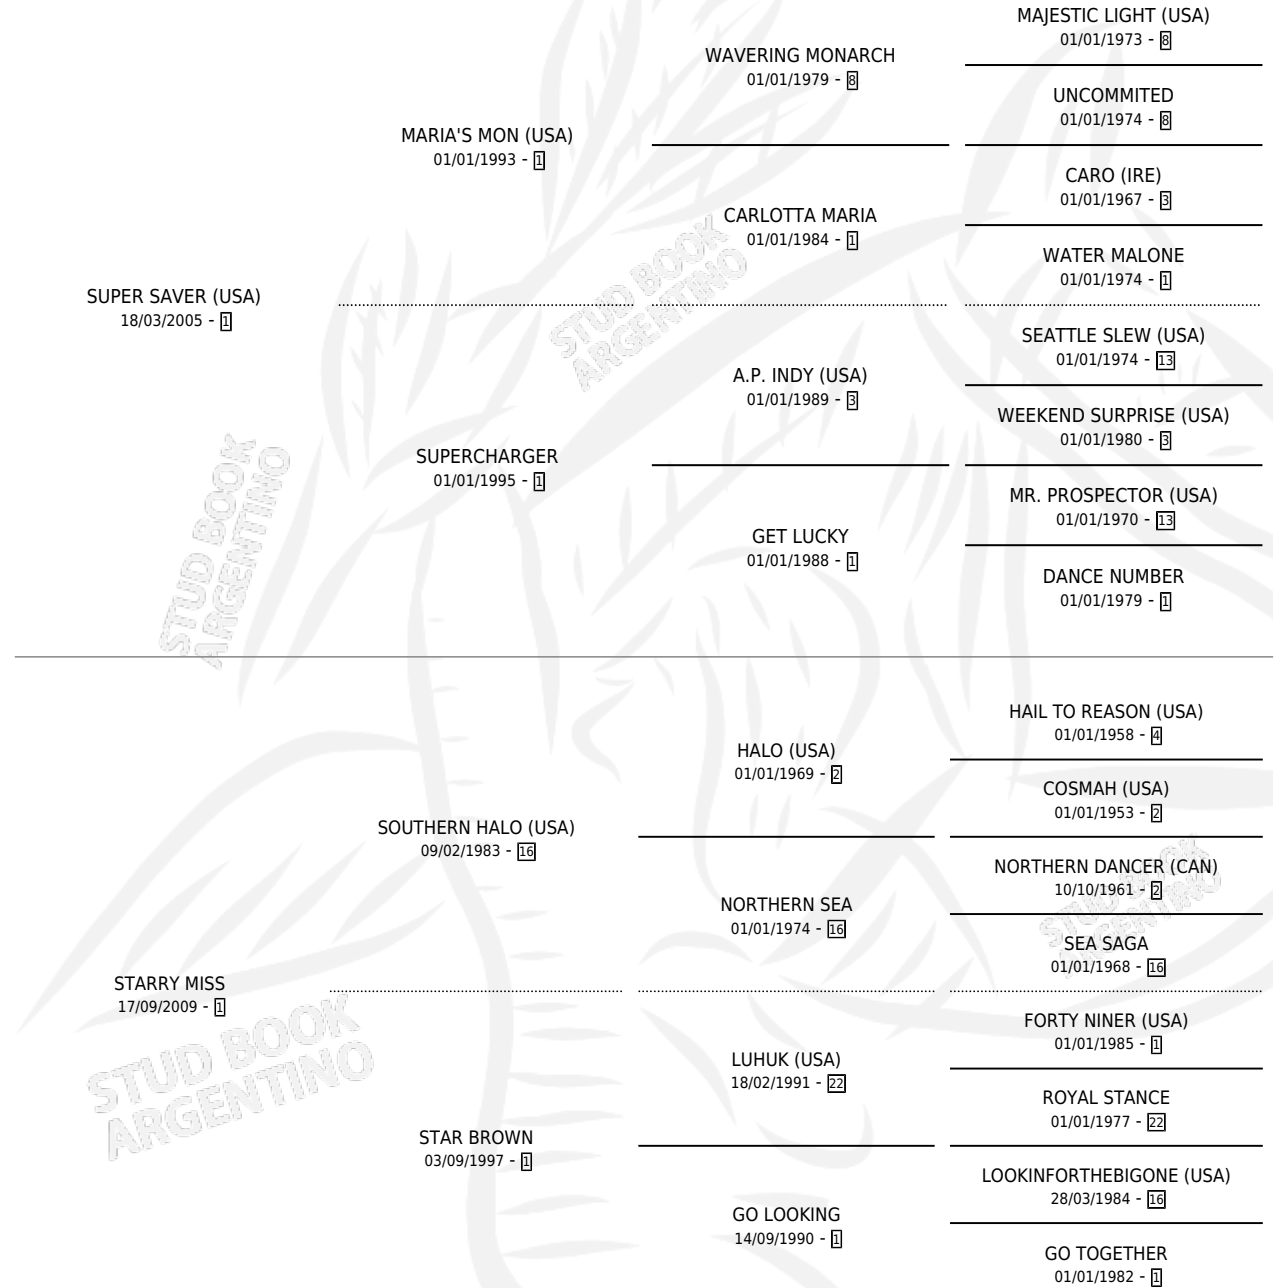 MAJESTIC LIGHT (USA)
01/01/1973 - 8
WAVERING MONARCH
01/01/1979 - 8
UNCOMMITED
01/01/1974 - 8
MARIA'S MON (USA)
01/01/1993 - 1
CARO (IRE)
01/01/1967 - 3
CARLOTTA MARIA
01/01/1984 - 1
WATER MALONE
01/01/1974 - 1
SUPER SAVER (USA)
18/03/2005 - 1
STUD BOOK
ARGENTINO
SEATTLE SLEW (USA)
01/01/1974 - 13
A.P. INDY (USA)
01/01/1989 - 3
WEEKEND SURPRISE (USA)
01/01/1980 - 3
SUPERCHARGER
01/01/1995 - 1
MR. PROSPECTOR (USA)
01/01/1970 - 13
GET LUCKY
01/01/1988 - 1
DANCE NUMBER
01/01/1979 - 1
STUD BOOK
ARGENTINO
HAIL TO REASON (USA)
01/01/1958 - 4
HALO (USA)
01/01/1969 - 2
COSMAH (USA)
01/01/1953 - 2
SOUTHERN HALO (USA)
09/02/1983 - 16
NORTHERN DANCER (CAN)
10/10/1961 - 2
NORTHERN SEA
01/01/1974 - 16
SEA SAGA
01/01/1968 - 16
STUD BOOK
ARGENTINO
STARRY MISS
17/09/2009 - 1
FORTY NINER (USA)
01/01/1985 - 1
LUHUK (USA)
18/02/1991 - 22
ROYAL STANCE
01/01/1977 - 22
STUD BOOK
ARGENTINO
STAR BROWN
03/09/1997 - 1
LOOKINFORTHEBIGONE (USA)
28/03/1984 - 16
GO LOOKING
14/09/1990 - 1
GO TOGETHER
01/01/1982 - 1